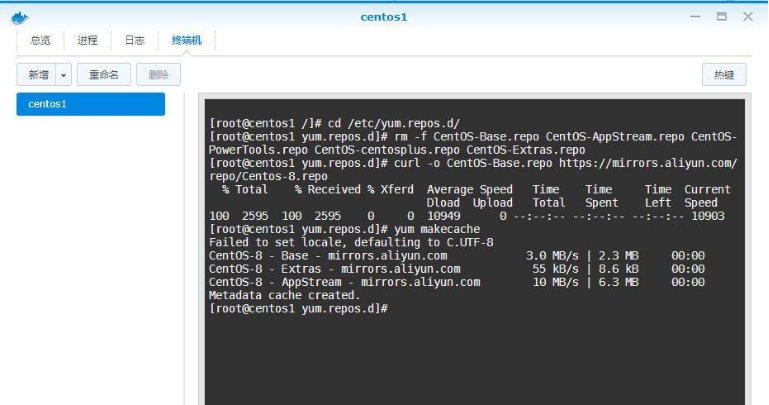 centos1
总览 进程 日志 终端机
新增 重命名 删除 热键
centos1
[root@centos1 /]# cd /etc/yum.repos.d/
[root@centos1 yum.repos.d]# rm -f CentOS-Base.repo CentOS-AppStream.repo CentOS-
PowerTools.repo CentOS-centosplus.repo CentOS-Extras.repo
[root@centos1 yum.repos.d]# curl -o CentOS-Base.repo https://mirrors.aliyun.com/
repo/Centos-8.repo
% Total % Received % Xferd Average Speed Time Time Time Current
Dload Upload Total Spent Left Speed
100 2595 100 2595 0 0 10949 0 --:--:-- --:--:-- --:--:-- 10903
[root@centos1 yum.repos.d]# yum makecache
Failed to set locale, defaulting to C.UTF-8
CentOS-8 - Base - mirrors.aliyun.com 3.0 MB/s | 2.3 MB 00:00
CentOS-8 - Extras - mirrors.aliyun.com 55 kB/s | 8.6 kB 00:00
CentOS-8 - AppStream - mirrors.aliyun.com 10 MB/s | 6.3 MB 00:00
Metadata cache created.
[root@centos1 yum.repos.d]#